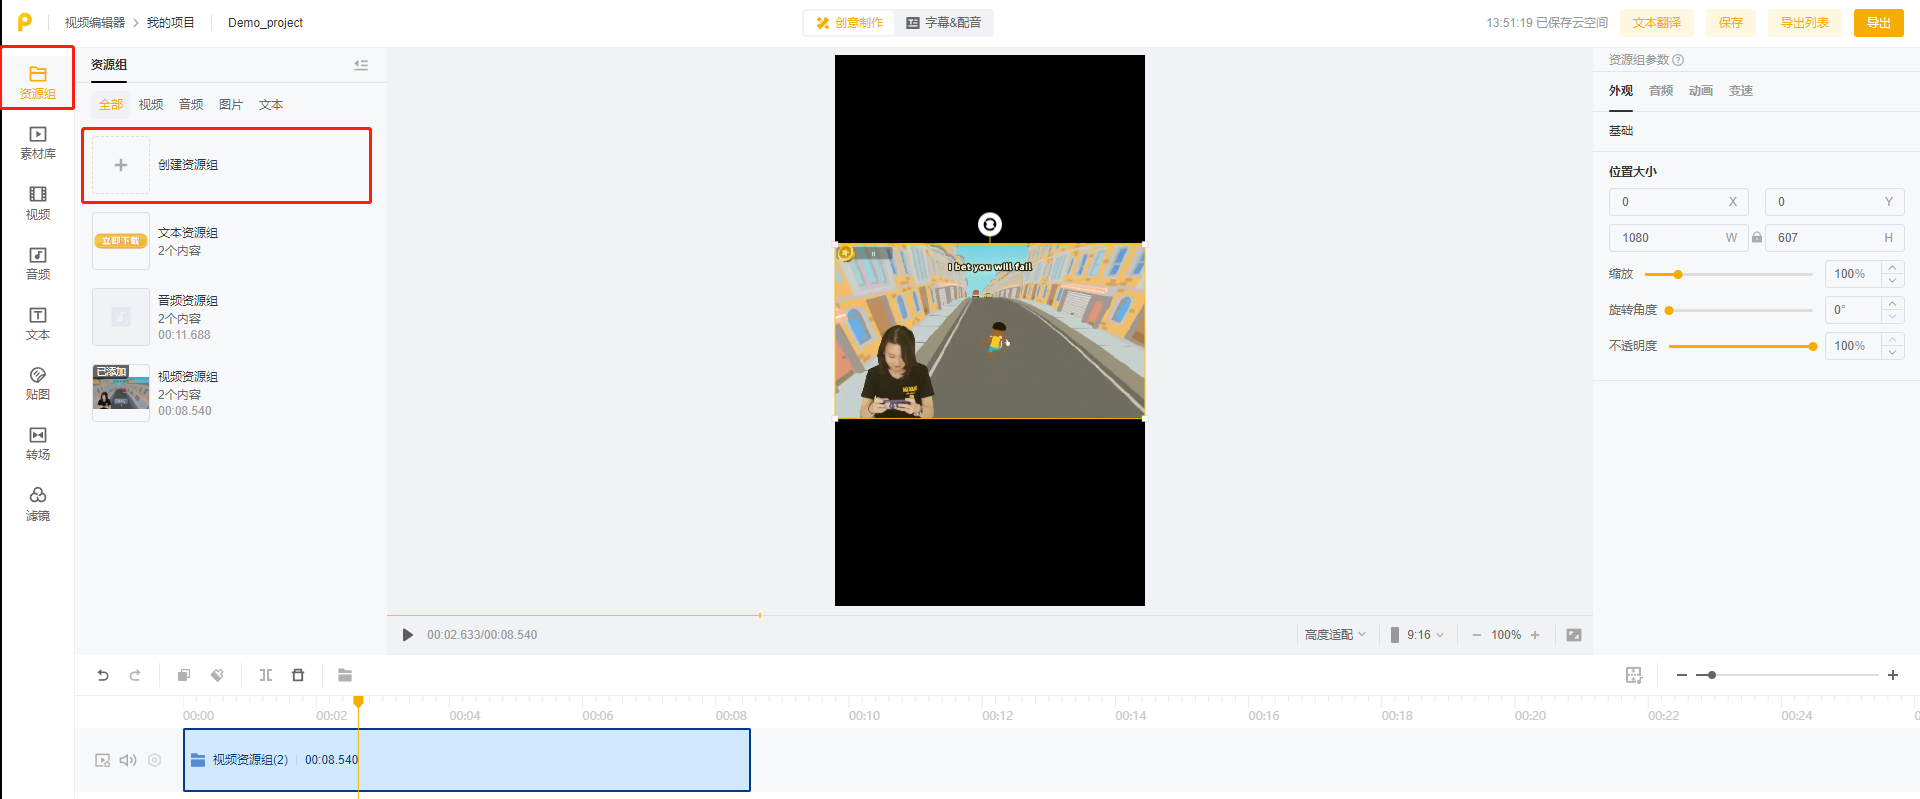 视频编辑器 > 我的项目 Demo_project
创意制作 字幕&配音
13:51:19 已保存云空间 文本翻译 保存 导出列表 导出
资源组
素材库
视频
音频
文本
贴图
转场
滤镜
资源组
全部 视频 音频 图片 文本
创建资源组
立即下载
文本资源组
2个内容
音频资源组
2个内容
00:11.688
已添加
视频资源组
2个内容
00:08.540
I bet you will fail
00:02.633/00:08.540
高度适配 9:16 100%
资源组参数
外观 音频 动画 变速
基础
位置大小
0 X 0 Y
1080 W 607 H
缩放 100%
旋转角度 0°
不透明度 100%
00:00 00:02 00:04 00:06 00:08 00:10 00:12 00:14 00:16 00:18 00:20 00:22 00:24
视频资源组(2) 00:08.540